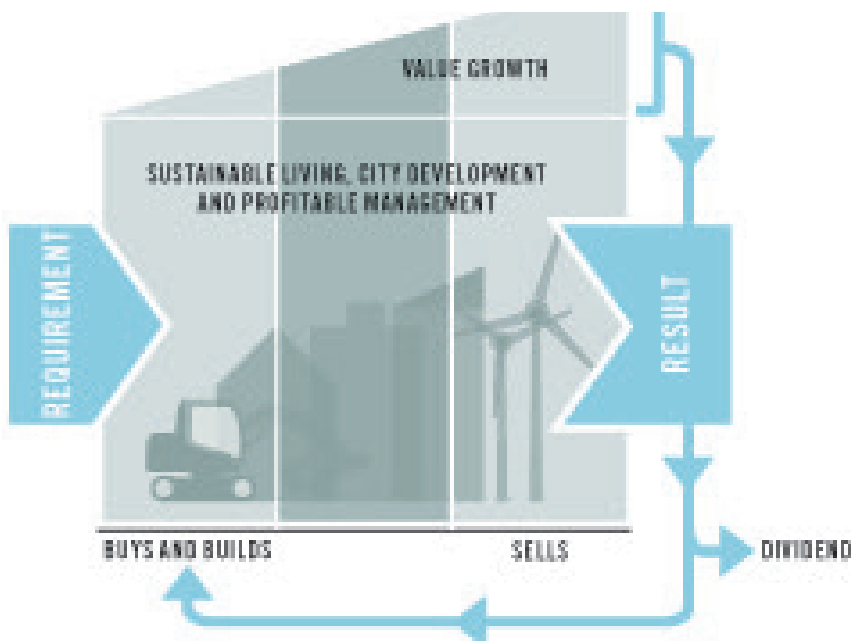 VALUE GROWTH
SUSTAINABLE LIVING, CITY DEVELOPMENT
AND PROFITABLE MANAGEMENT
REQUIREMENT
RESULT
BUYS AND BUILDS
SELLS
DIVIDEND